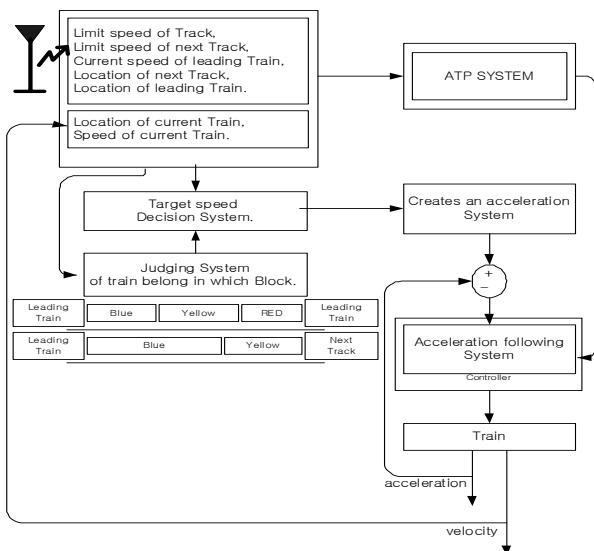 Limit speed of Track,
Limit speed of next Track,
Current speed of leading Train,
Location of next Track,
Location of leading Train.
ATP SYSTEM
Location of current Train,
Speed of current Train.
Target speed
Decision System.
Creates an acceleration
System
Judging System
of train belong in which Block.
+
−
Leading
Train
Blue
Yellow
RED
Leading
Train
Leading
Train
Blue
Yellow
Next
Track
Acceleration following
System
Controller
Train
acceleration
velocity